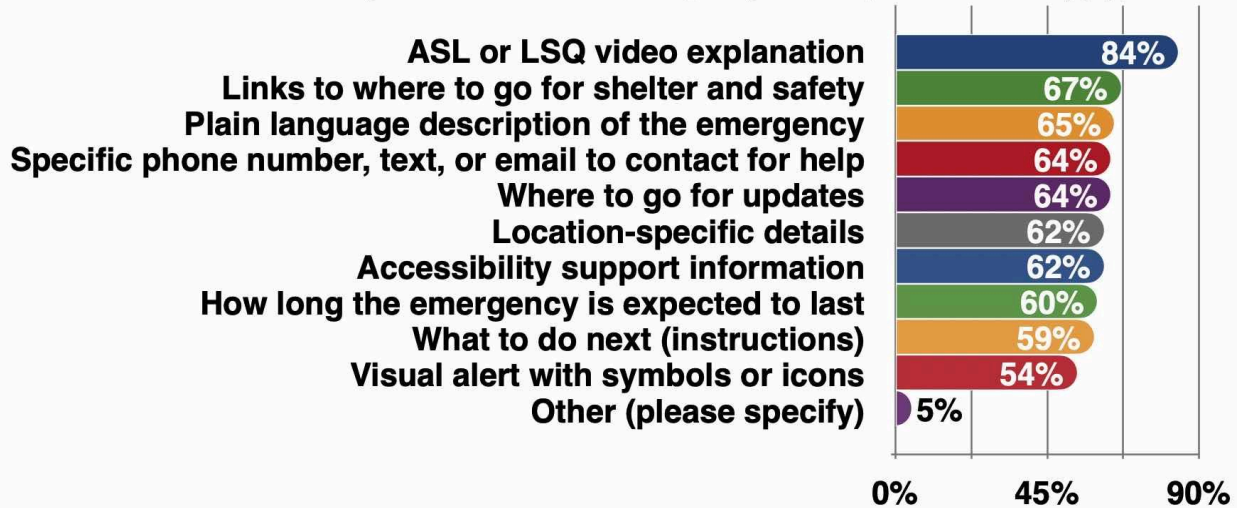 ASL or LSQ video explanation 84%
Links to where to go for shelter and safety 67%
Plain language description of the emergency 65%
Specific phone number, text, or email to contact for help 64%
Where to go for updates 64%
Location-specific details 62%
Accessibility support information 62%
How long the emergency is expected to last 60%
What to do next (instructions) 59%
Visual alert with symbols or icons 54%
Other (please specify) 5%
0% 45% 90%